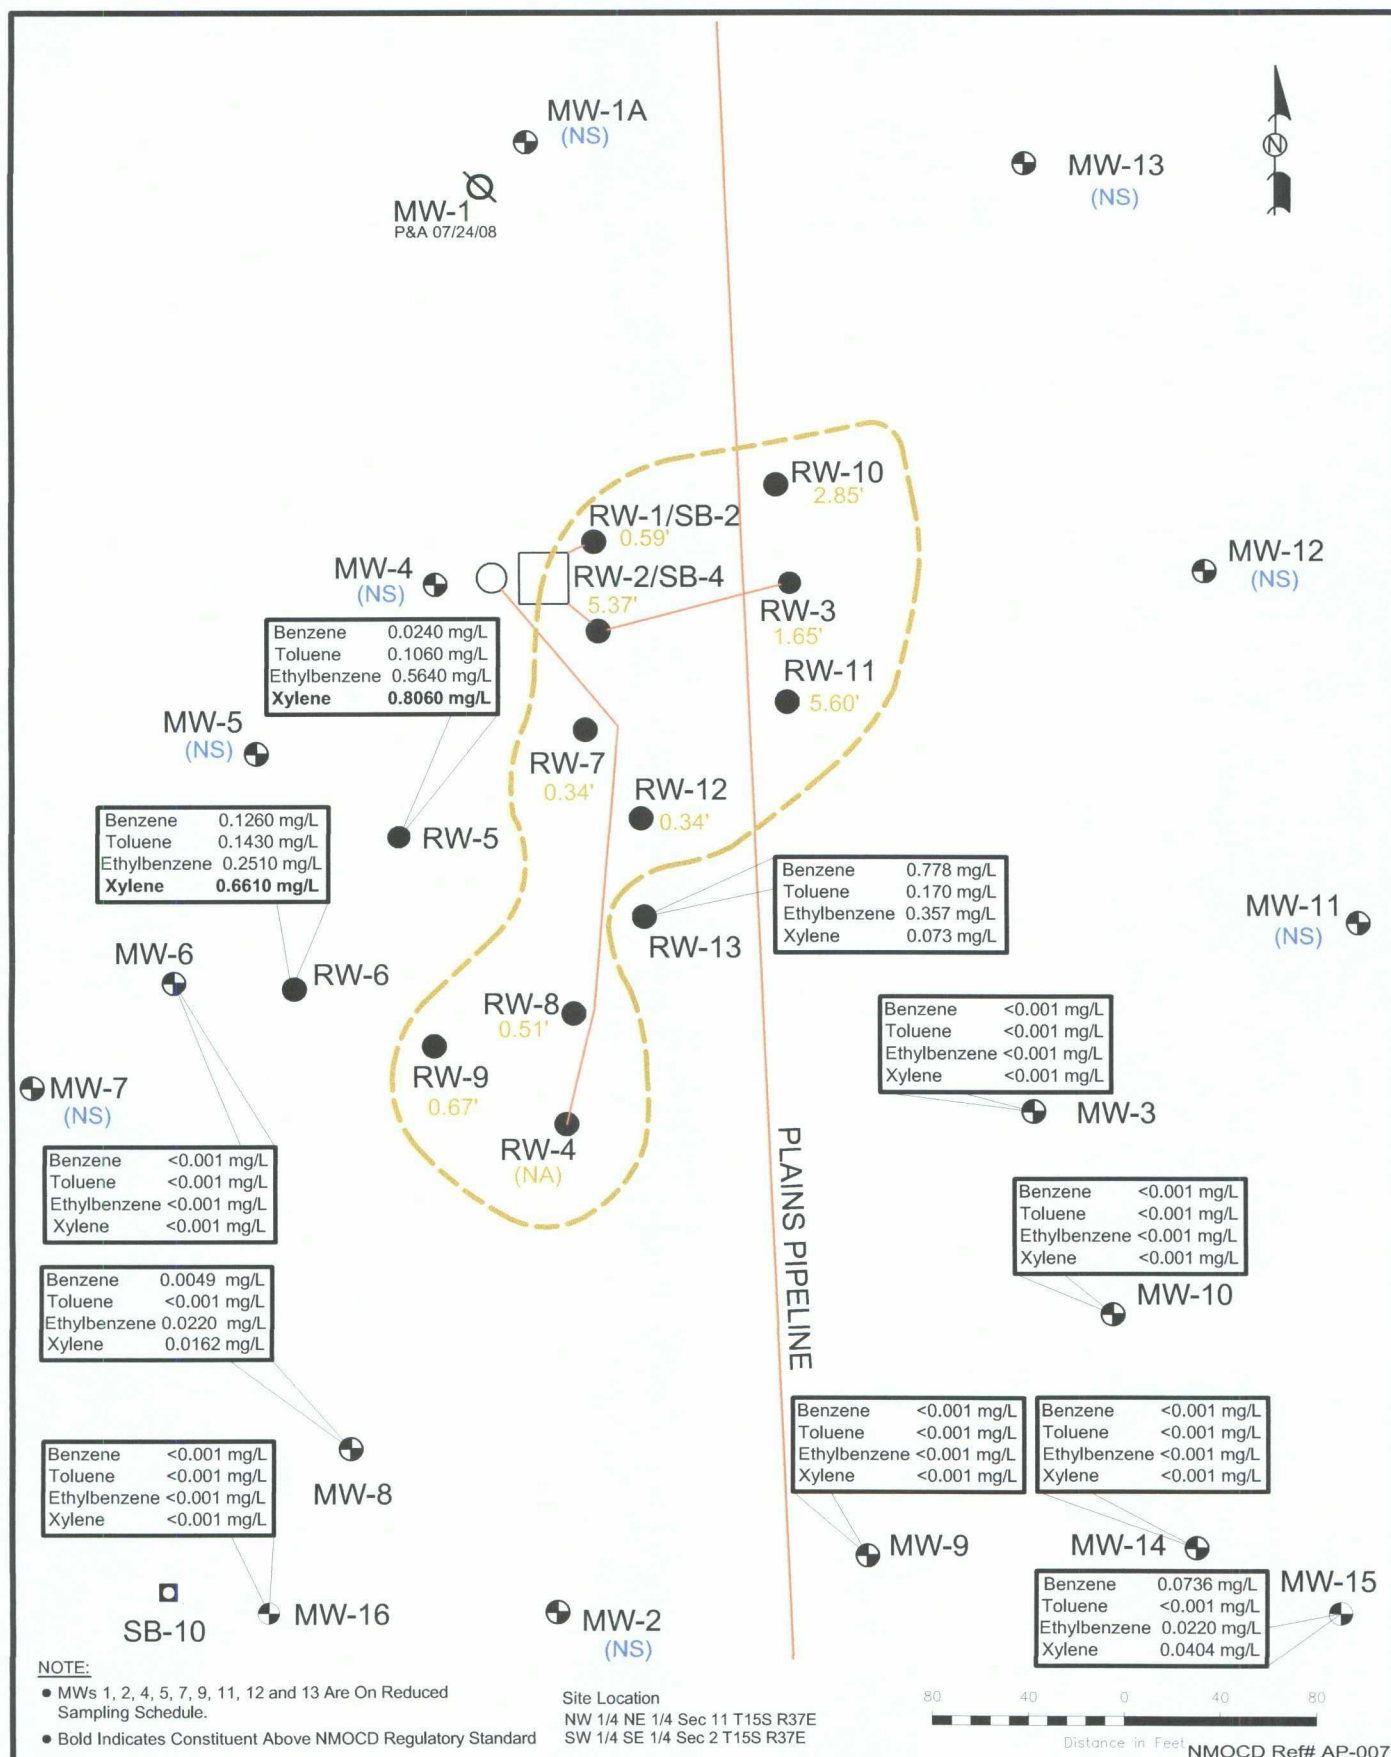 MW-1A
(NS)
MW-13
(NS)
N
MW-1
P&A 07/24/08
RW-10
2.85'
RW-1/SB-2
0.59'
MW-4
(NS)
RW-2/SB-4
5.37'
MW-12
(NS)
RW-3
1.65'
Benzene 0.0240 mg/L
Toluene 0.1060 mg/L
Ethylbenzene 0.5640 mg/L
Xylene 0.8060 mg/L
RW-11
5.60'
MW-5
(NS)
RW-7
0.34'
RW-12
0.34'
RW-5
Benzene 0.1260 mg/L
Toluene 0.1430 mg/L
Ethylbenzene 0.2510 mg/L
Xylene 0.6610 mg/L
Benzene 0.778 mg/L
Toluene 0.170 mg/L
Ethylbenzene 0.357 mg/L
Xylene 0.073 mg/L
MW-11
(NS)
RW-13
MW-6
RW-6
RW-8
0.51'
Benzene <0.001 mg/L
Toluene <0.001 mg/L
Ethylbenzene <0.001 mg/L
Xylene <0.001 mg/L
RW-9
0.67'
MW-7
(NS)
MW-3
RW-4
(NA)
PLAINS PIPELINE
Benzene <0.001 mg/L
Toluene <0.001 mg/L
Ethylbenzene <0.001 mg/L
Xylene <0.001 mg/L
Benzene <0.001 mg/L
Toluene <0.001 mg/L
Ethylbenzene <0.001 mg/L
Xylene <0.001 mg/L
MW-10
Benzene 0.0049 mg/L
Toluene <0.001 mg/L
Ethylbenzene 0.0220 mg/L
Xylene 0.0162 mg/L
MW-8
Benzene <0.001 mg/L
Toluene <0.001 mg/L
Ethylbenzene <0.001 mg/L
Xylene <0.001 mg/L
Benzene <0.001 mg/L
Toluene <0.001 mg/L
Ethylbenzene <0.001 mg/L
Xylene <0.001 mg/L
Benzene <0.001 mg/L
Toluene <0.001 mg/L
Ethylbenzene <0.001 mg/L
Xylene <0.001 mg/L
MW-9
MW-14
Benzene 0.0736 mg/L
Toluene <0.001 mg/L
Ethylbenzene 0.0220 mg/L
Xylene 0.0404 mg/L
MW-15
SB-10
MW-16
MW-2
(NS)
NOTE:
● MWs 1, 2, 4, 5, 7, 9, 11, 12 and 13 Are On Reduced
Sampling Schedule.
● Bold Indicates Constituent Above NMOCD Regulatory Standard
Site Location
NW 1/4 NE 1/4 Sec 11 T15S R37E
SW 1/4 SE 1/4 Sec 2 T15S R37E
80 40 0 40 80
Distance in Feet
NMOCD Ref# AP-007